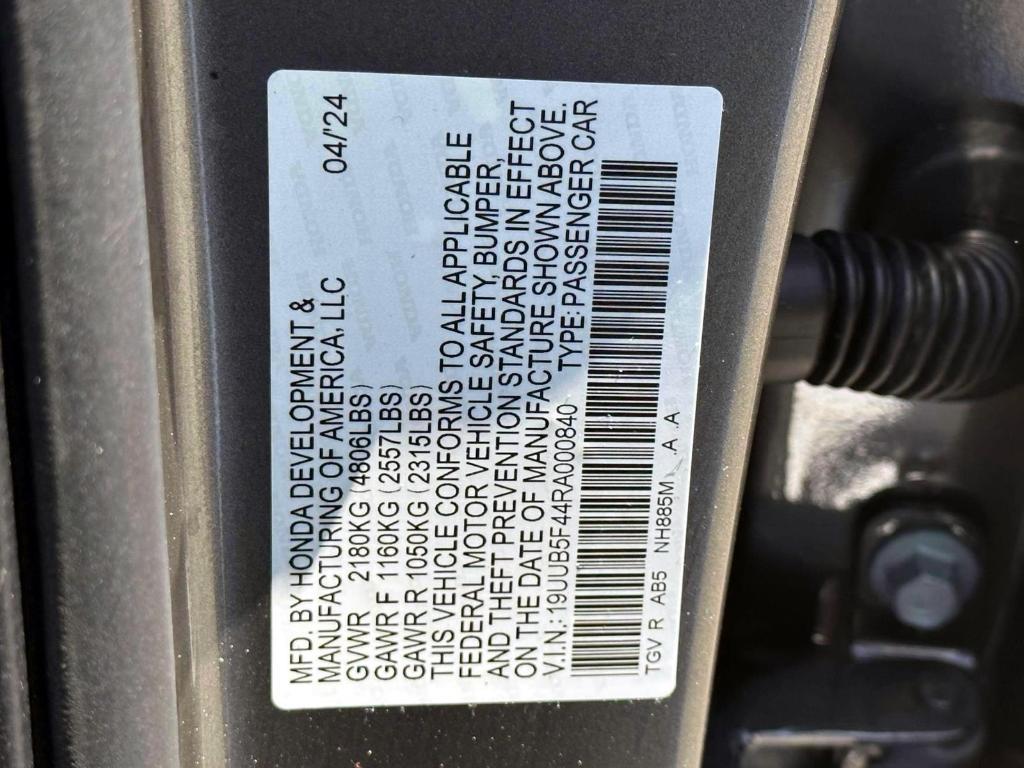 MFD. BY HONDA DEVELOPMENT &
MANUFACTURING OF AMERICA, LLC 04/'24
GVWR 2180KG (4806LBS)
GAWR F 1160KG (2557LBS)
GAWR R 1050KG (2315LBS)
THIS VEHICLE CONFORMS TO ALL APPLICABLE
FEDERAL MOTOR VEHICLE SAFETY, BUMPER,
AND THEFT PREVENTION STANDARDS IN EFFECT
ON THE DATE OF MANUFACTURE SHOWN ABOVE.
V.I.N.: 19UUB5F44RA000840 TYPE: PASSENGER CAR
TGV R AB5 NH885M .A .A